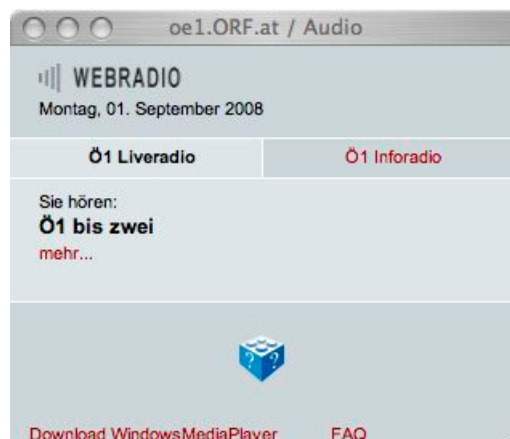 oe1.ORF.at / Audio
WEBRADIO
Montag, 01. September 2008
Ö1 Liveradio Ö1 Inforadio
Sie hören:
Ö1 bis zwei
mehr...
? ?
Download WindowsMediaPlayer FAQ